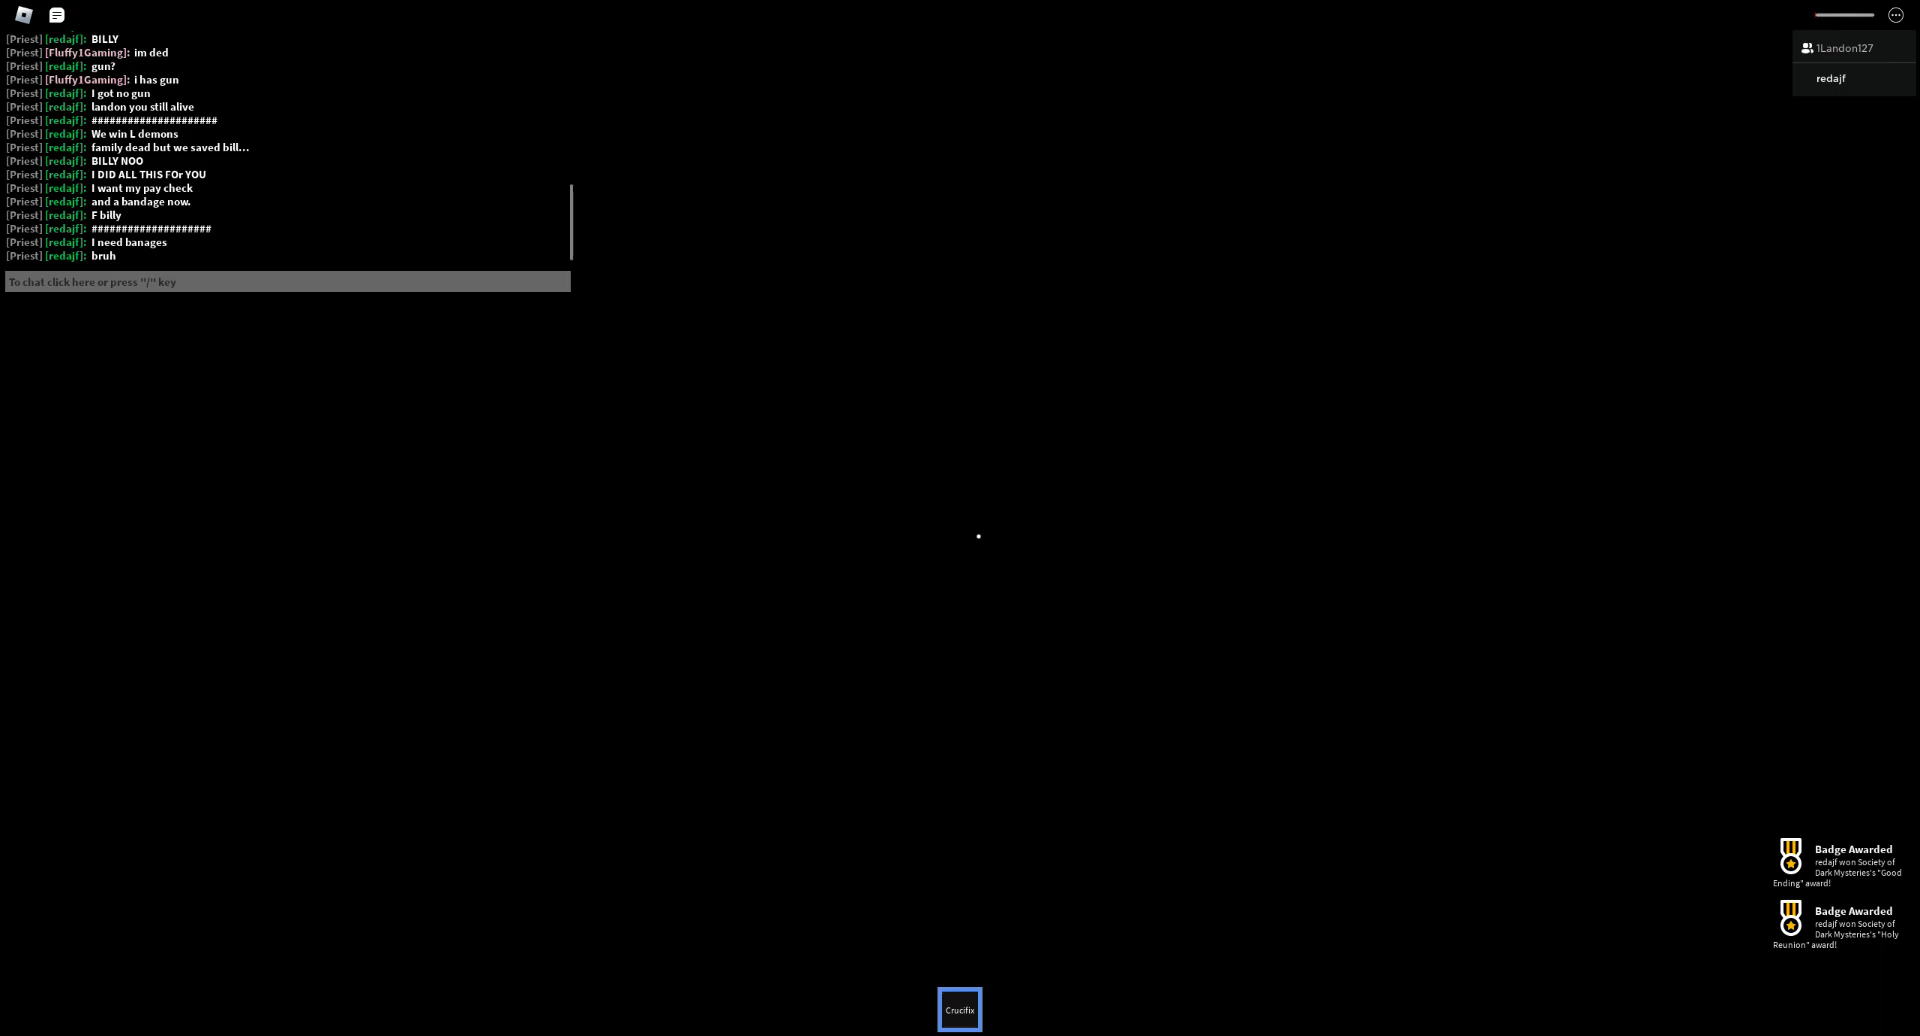 [Priest] [redajf]: BILLY
[Priest] [Fluffy1Gaming]: im ded
[Priest] [redajf]: gun?
[Priest] [Fluffy1Gaming]: i has gun
[Priest] [redajf]: I got no gun
[Priest] [redajf]: landon you still alive
[Priest] [redajf]: #####################
[Priest] [redajf]: We win L demons
[Priest] [redajf]: family dead but we saved bill...
[Priest] [redajf]: BILLY NOO
[Priest] [redajf]: I DID ALL THIS FOr YOU
[Priest] [redajf]: I want my pay check
[Priest] [redajf]: and a bandage now.
[Priest] [redajf]: F billy
[Priest] [redajf]: ####################
[Priest] [redajf]: I need banages
[Priest] [redajf]: bruh
To chat click here or press "/" key
1Landon127
redajf
Badge Awarded
redajf won Society of
Dark Mysteries's "Good
Ending" award!
Badge Awarded
redajf won Society of
Dark Mysteries's "Holy
Reunion" award!
Crucifix